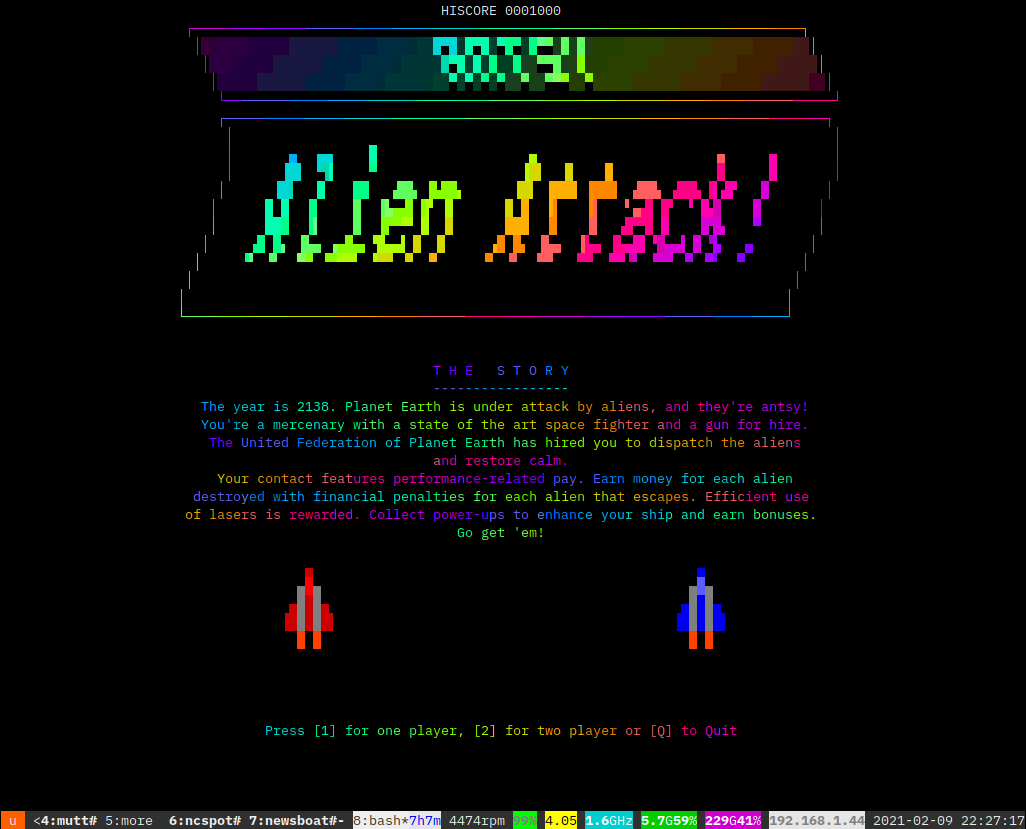 HISCORE 0001000
ANTSY
Alien Attack!
THE STORY
-----------------
The year is 2138. Planet Earth is under attack by aliens, and they're antsy!
You're a mercenary with a state of the art space fighter and a gun for hire.
The United Federation of Planet Earth has hired you to dispatch the aliens
and restore calm.
Your contact features performance-related pay. Earn money for each alien
destroyed with financial penalties for each alien that escapes. Efficient use
of lasers is rewarded. Collect power-ups to enhance your ship and earn bonuses.
Go get 'em!
Press [1] for one player, [2] for two player or [Q] to Quit
u <4:mutt# 5:more 6:ncspot# 7:newsboat#- 8:bash*7h7m 4474rpm 99% 4.05 1.6GHz 5.7G59% 229G41% 192.168.1.44 2021-02-09 22:27:17